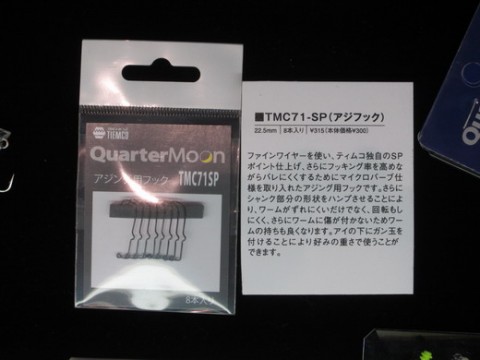 TIEMCO
QuarterMoon
アジング用フック TMC71SP
8本入り
■TMC71-SP(アジフック)
22.5mm 8本入り ¥315(本体価格¥300)
ファインワイヤーを使い、ティムコ独自のSP
ポイント仕上げ、さらにフッキング率を高めな
がらバレにくくするためにマイクロバーブ仕
様を取り入れたアジング用フックです。さらに
シャンク部分の形状をハンプさせることによ
り、ワームがずれにくいだけでなく、回転もし
にくく、さらにワームに傷が付かないためワー
ムの持ちも良くなります。アイの下にガン玉を
付けることにより好みの重さで使うことがで
きます。